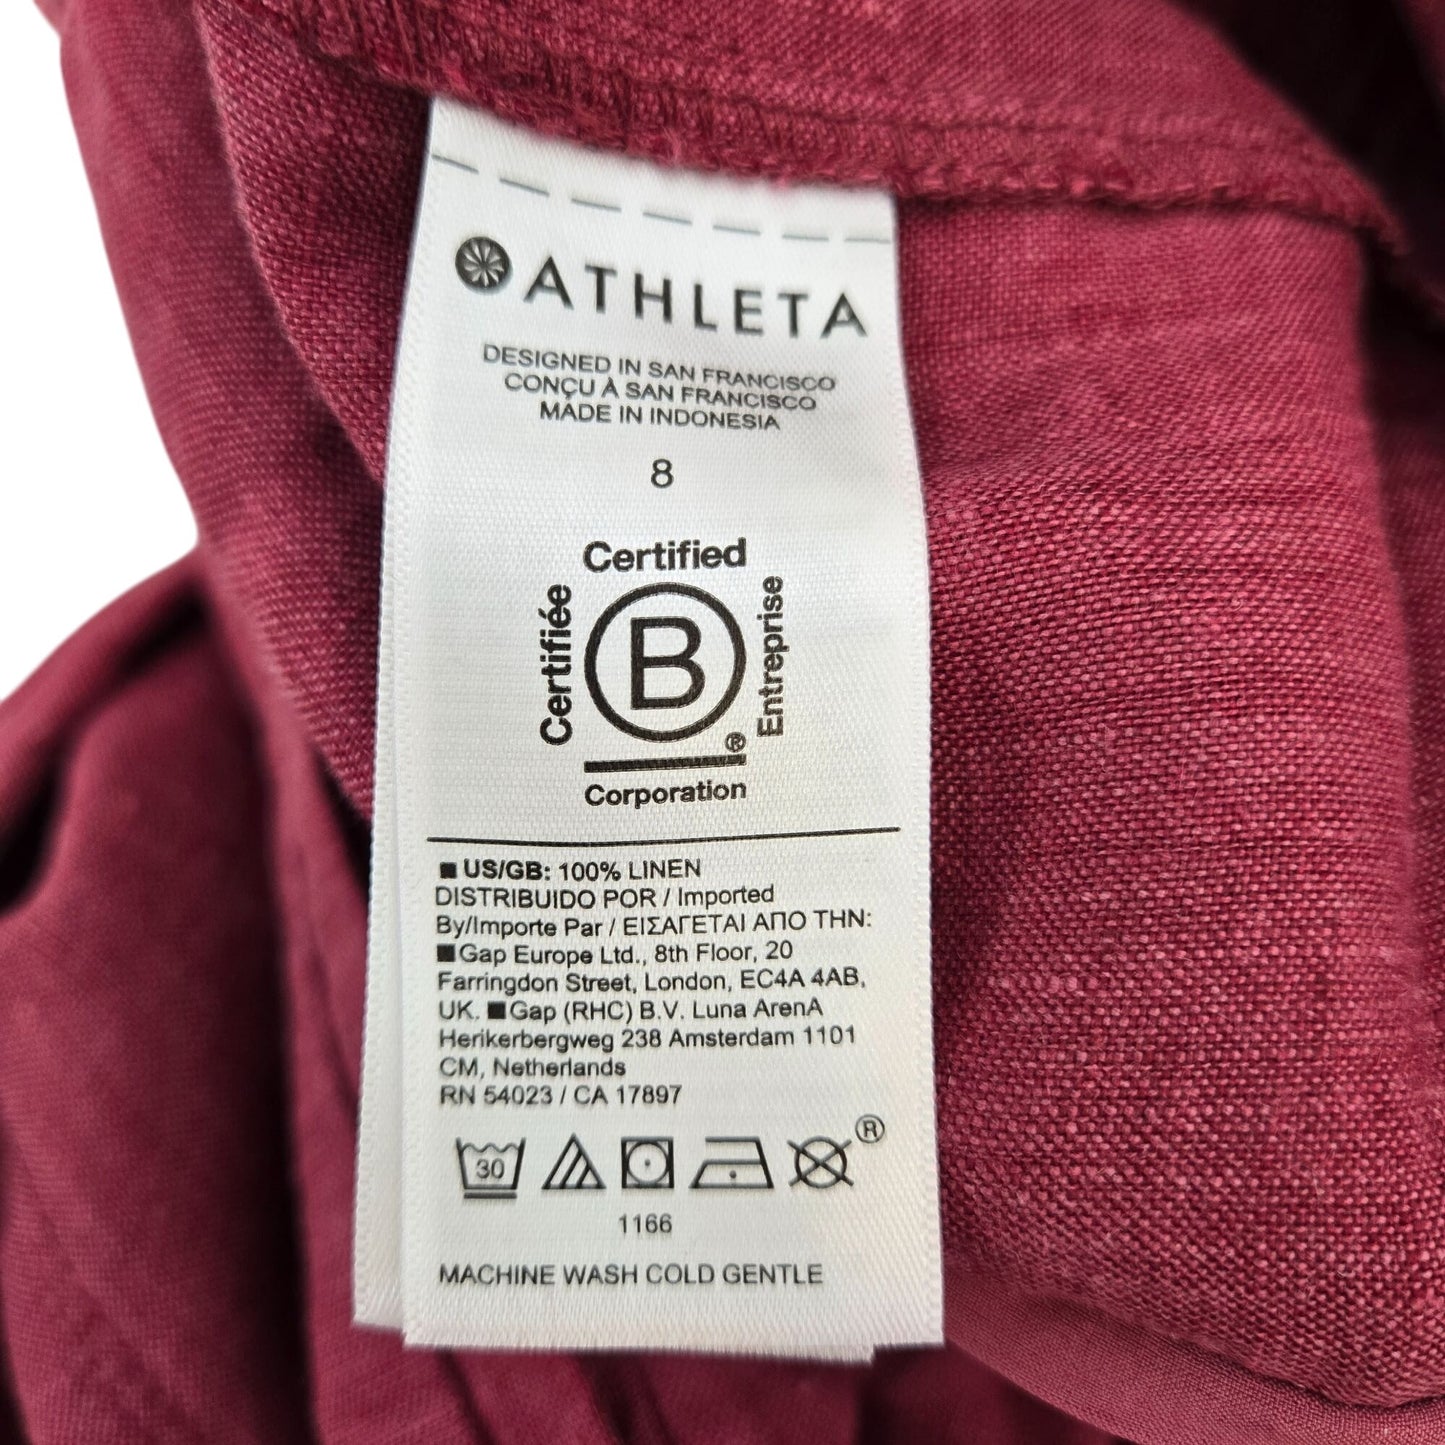 ATHLETA
DESIGNED IN SAN FRANCISCO
CONÇU À SAN FRANCISCO
MADE IN INDONESIA
8
Certified
Certifiée
B
Entreprise
®
Corporation
■ US/GB: 100% LINEN
DISTRIBUIDO POR / Imported
By/Importe Par / ΕΙΣΑΓΕΤΑΙ ΑΠΟ ΤΗΝ:
■Gap Europe Ltd., 8th Floor, 20
Farringdon Street, London, EC4A 4AB,
UK. ■Gap (RHC) B.V. Luna ArenA
Herikerbergweg 238 Amsterdam 1101
CM, Netherlands
RN 54023 / CA 17897
30
®
1166
MACHINE WASH COLD GENTLE